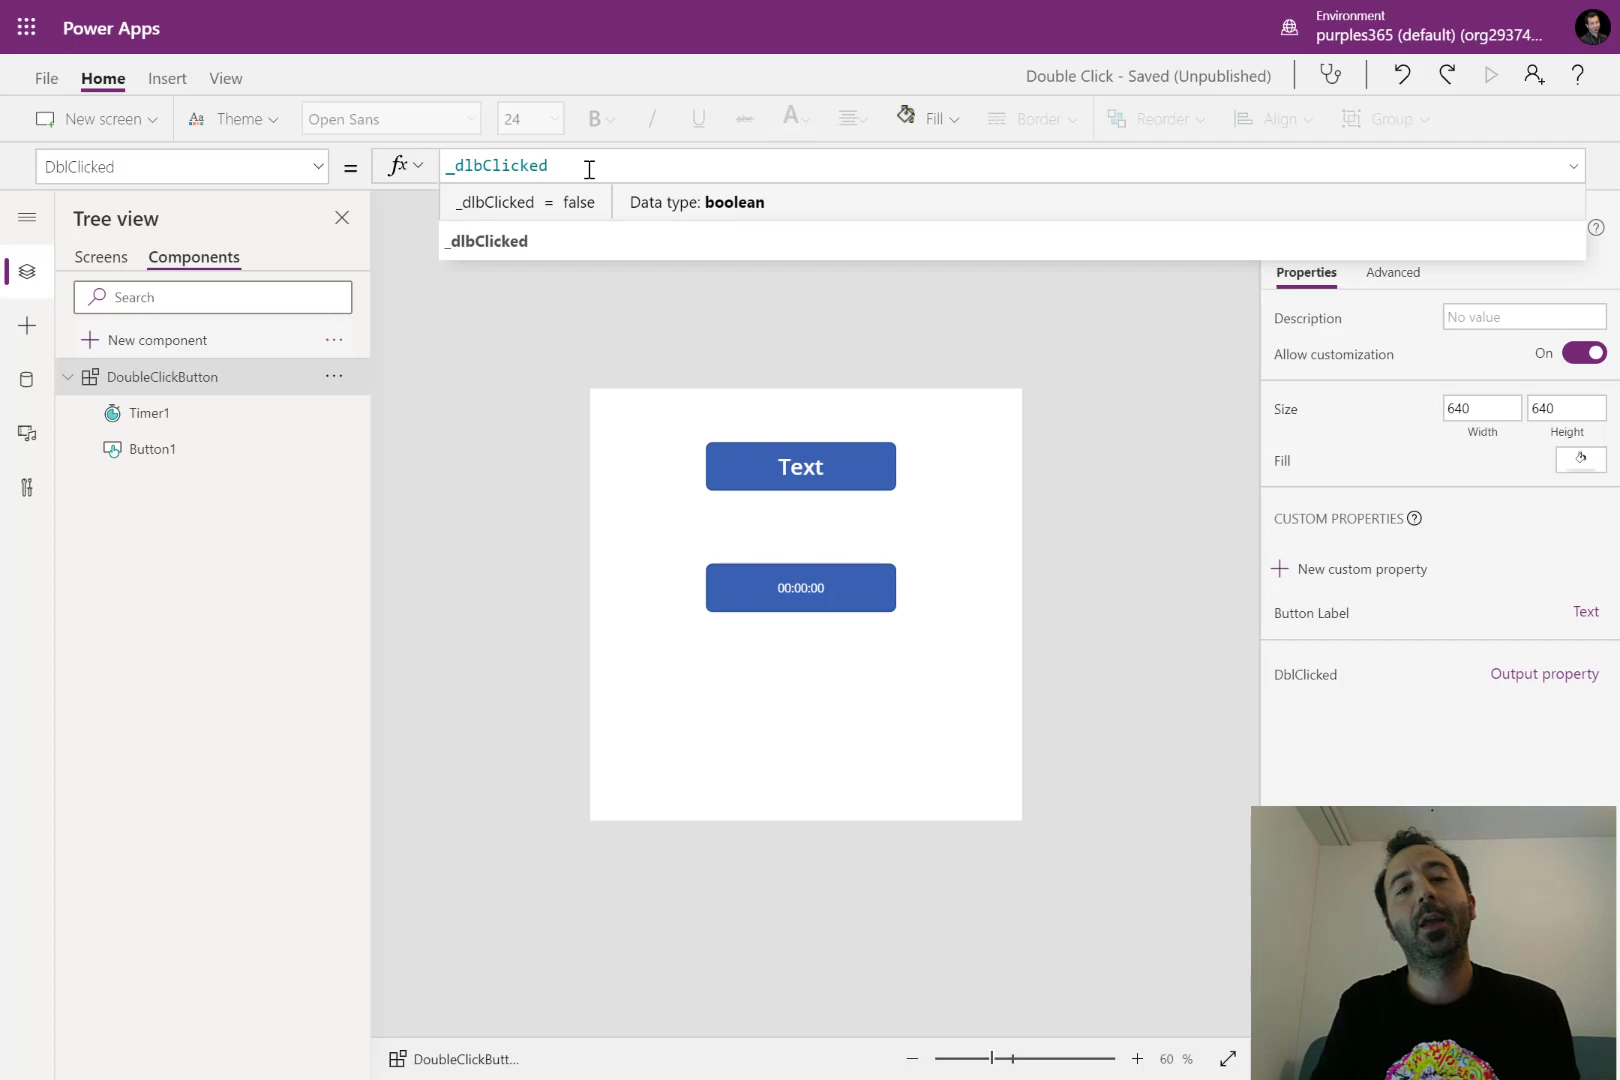 Power Apps
Environment
purples365 (default) (org29374...
File Home Insert View
Double Click - Saved (Unpublished)
New screen
Theme
Open Sans
24
B
/
U
abc
A
Fill
Border
Reorder
Align
Group
DblClicked
=
fx
_dlbClicked
_dlbClicked = false
Data type: boolean
_dlbClicked
Tree view
Screens
Components
Search
New component
DoubleClickButton
Timer1
Button1
Text
00:00:00
Properties
Advanced
Description
No value
Allow customization
On
Size
640
640
Width
Height
Fill
CUSTOM PROPERTIES
New custom property
Button Label
Text
DblClicked
Output property
DoubleClickButt...
60 %